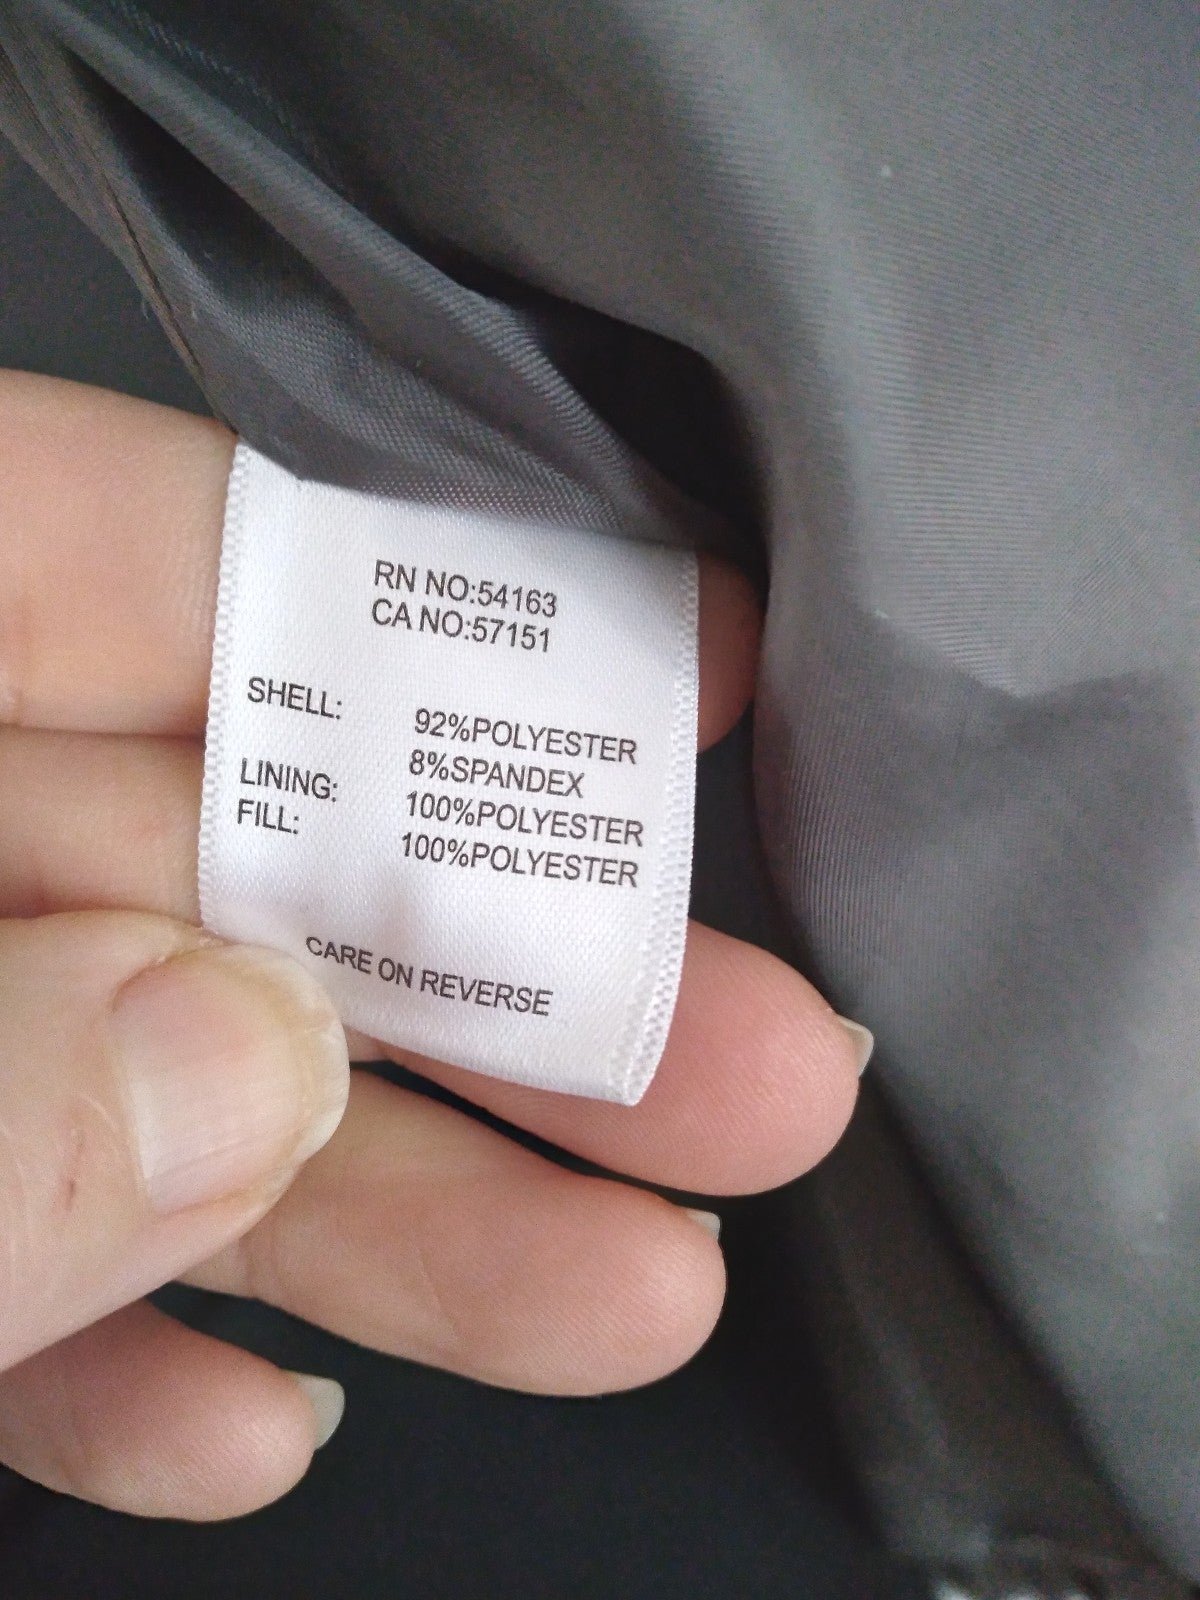 RN NO:54163
CA NO:57151
SHELL: 92%POLYESTER
8%SPANDEX
LINING: 100%POLYESTER
FILL: 100%POLYESTER
CARE ON REVERSE